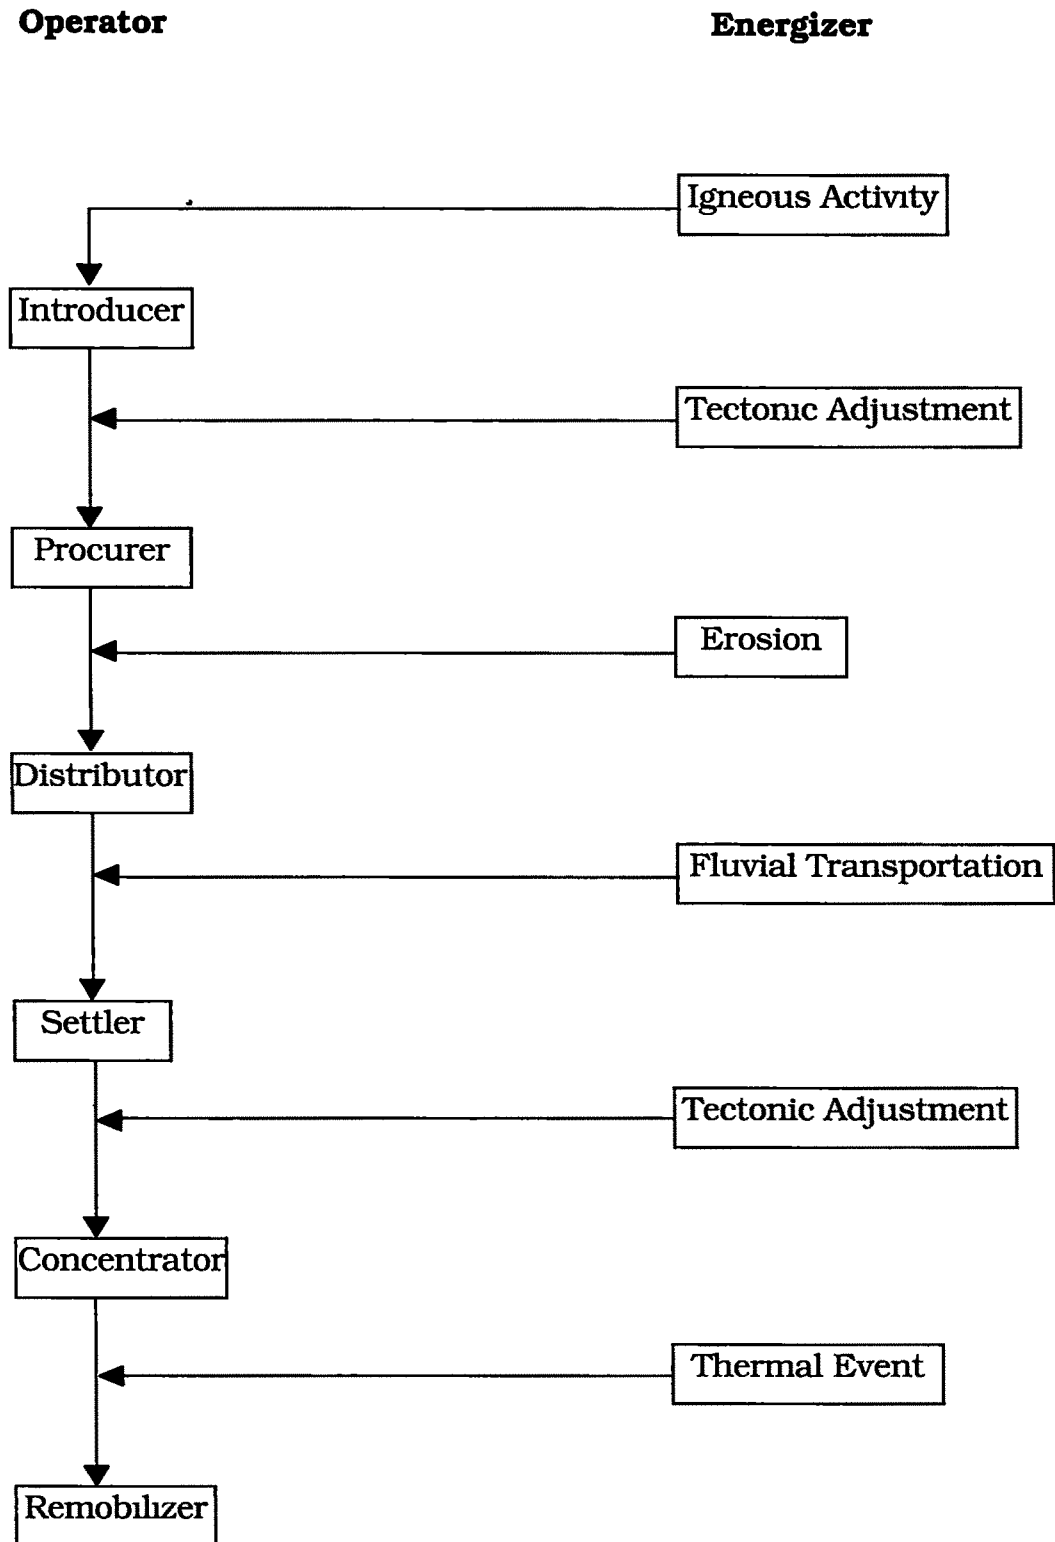 Operator
Energizer
Igneous Activity
Introducer
Tectonic Adjustment
Procurer
Erosion
Distributor
Fluvial Transportation
Settler
Tectonic Adjustment
Concentrator
Thermal Event
Remobilizer